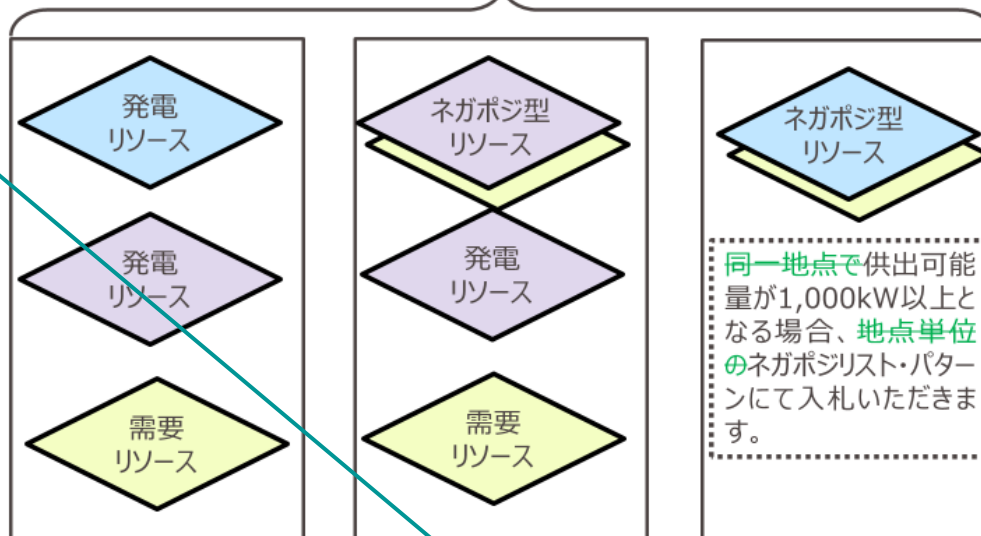 発電
リソース
発電
リソース
需要
リソース
ネガポジ型
リソース
発電
リソース
需要
リソース
ネガポジ型
リソース
同一地点で供出可能
量が1,000kW以上と
なる場合、地点単位
のネガポジリスト・パター
ンにて入札いただきま
す。